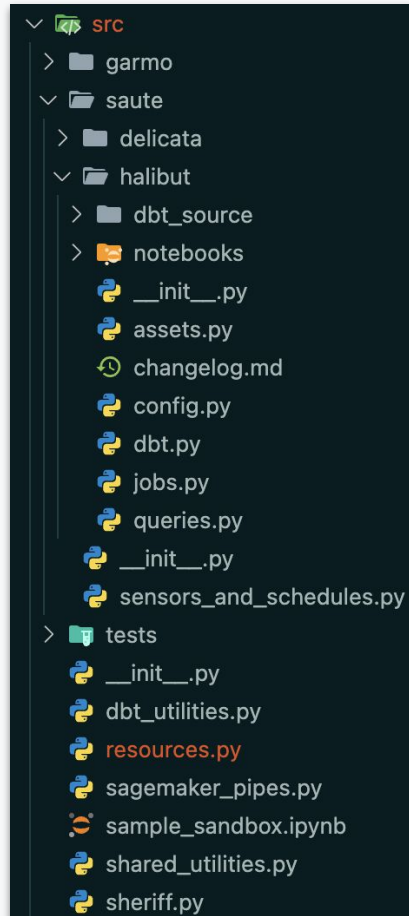 src
garmo
saute
delicata
halibut
dbt_source
notebooks
__init__.py
assets.py
changelog.md
config.py
dbt.py
jobs.py
queries.py
__init__.py
sensors_and_schedules.py
tests
__init__.py
dbt_utilities.py
resources.py
sagemaker_pipes.py
sample_sandbox.ipynb
shared_utilities.py
sheriff.py